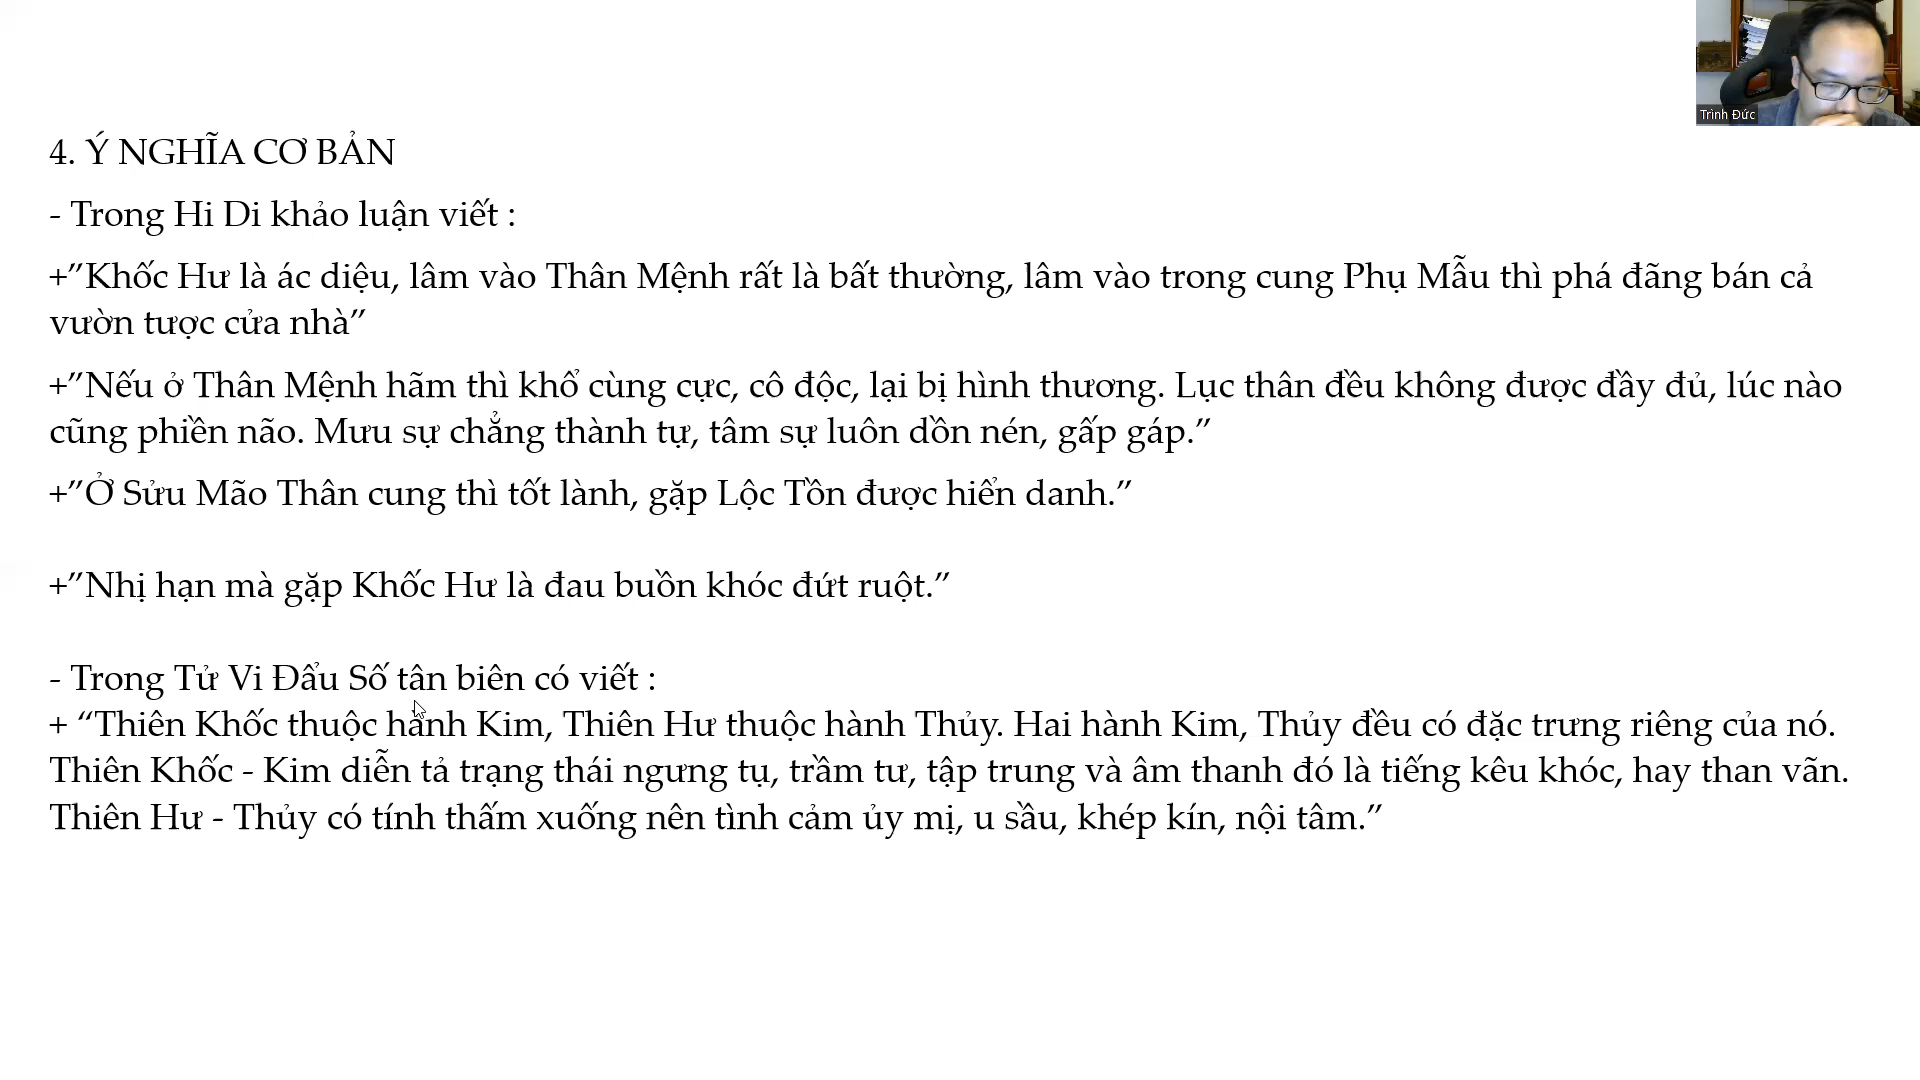 Trình Đức
4. Ý NGHĨA CƠ BẢN
- Trong Hi Di khảo luận viết :
+”Khốc Hư là ác diệu, lâm vào Thân Mệnh rất là bất thường, lâm vào trong cung Phụ Mẫu thì phá đãng bán cả
vườn tược cửa nhà”
+”Nếu ở Thân Mệnh hãm thì khổ cùng cực, cô độc, lại bị hình thương. Lục thân đều không được đầy đủ, lúc nào
cũng phiền não. Mưu sự chẳng thành tự, tâm sự luôn dồn nén, gấp gáp.”
+”Ở Sửu Mão Thân cung thì tốt lành, gặp Lộc Tồn được hiển danh.”
+”Nhị hạn mà gặp Khốc Hư là đau buồn khóc đứt ruột.”
- Trong Tử Vi Đẩu Số tân biên có viết :
+ “Thiên Khốc thuộc hành Kim, Thiên Hư thuộc hành Thủy. Hai hành Kim, Thủy đều có đặc trưng riêng của nó.
Thiên Khốc - Kim diễn tả trạng thái ngưng tụ, trầm tư, tập trung và âm thanh đó là tiếng kêu khóc, hay than vãn.
Thiên Hư - Thủy có tính thấm xuống nên tình cảm ủy mị, u sầu, khép kín, nội tâm.”